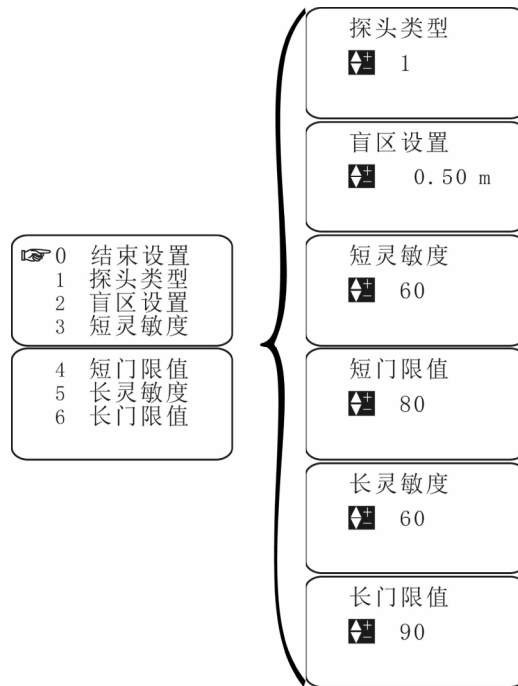 0 结束设置
1 探头类型
2 盲区设置
3 短灵敏度
4 短门限值
5 长灵敏度
6 长门限值
探头类型
1
盲区设置
0.50 m
短灵敏度
60
短门限值
80
长灵敏度
60
长门限值
90